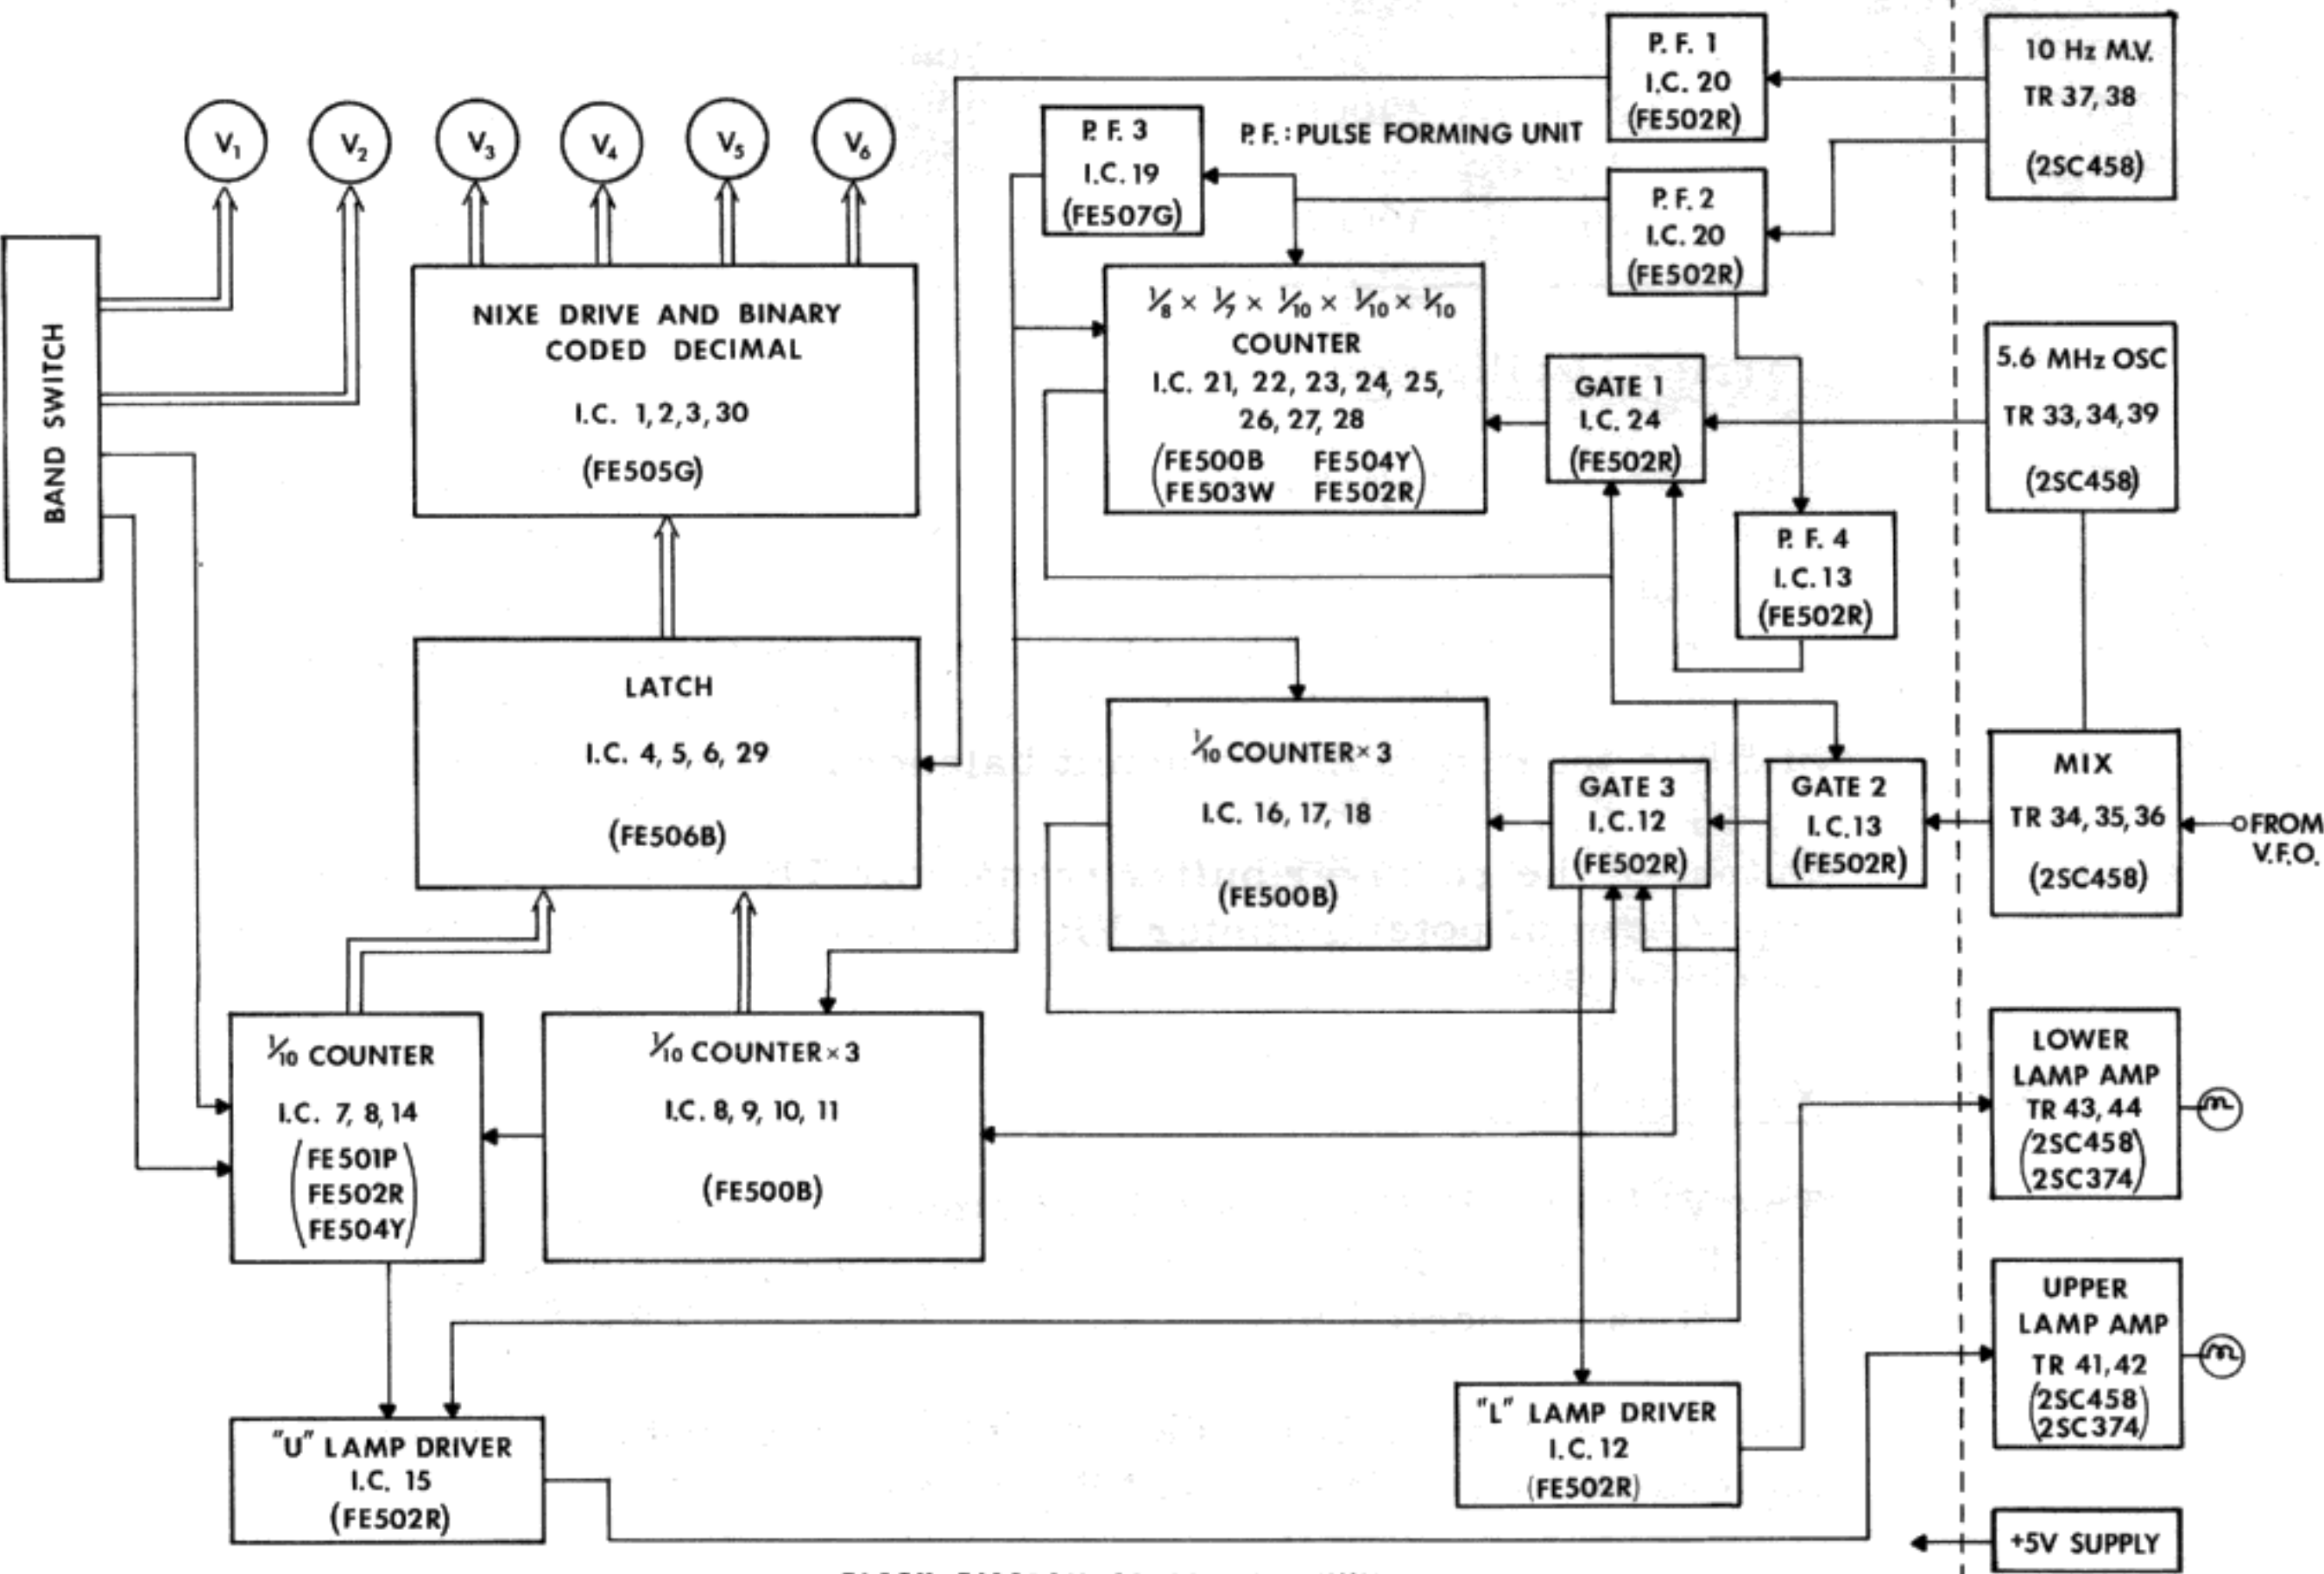 P. F. 1
I.C. 20
(FE502R)
10 Hz M.V.
TR 37, 38
(2SC458)
V1
V2
V3
V4
V5
V6
P. F. 3
I.C. 19
(FE507G)
P. F. : PULSE FORMING UNIT
P. F. 2
I.C. 20
(FE502R)
BAND SWITCH
NIXE DRIVE AND BINARY
CODED DECIMAL
I.C. 1, 2, 3, 30
(FE505G)
1/8 × 1/7 × 1/10 × 1/10 × 1/10
COUNTER
I.C. 21, 22, 23, 24, 25,
26, 27, 28
(FE500B FE504Y
FE503W FE502R)
GATE 1
I.C. 24
(FE502R)
5.6 MHz OSC
TR 33, 34, 39
(2SC458)
P. F. 4
I.C. 13
(FE502R)
LATCH
I.C. 4, 5, 6, 29
(FE506B)
1/10 COUNTER × 3
I.C. 16, 17, 18
(FE500B)
GATE 3
I.C. 12
(FE502R)
GATE 2
I.C. 13
(FE502R)
MIX
TR 34, 35, 36
(2SC458)
FROM
V.F.O.
1/10 COUNTER
I.C. 7, 8, 14
(FE501P
FE502R
FE504Y)
1/10 COUNTER × 3
I.C. 8, 9, 10, 11
(FE500B)
LOWER
LAMP AMP
TR 43, 44
(2SC458
2SC374)
UPPER
LAMP AMP
TR 41, 42
(2SC458
2SC374)
"U" LAMP DRIVER
I.C. 15
(FE502R)
"L" LAMP DRIVER
I.C. 12
(FE502R)
+5V SUPPLY